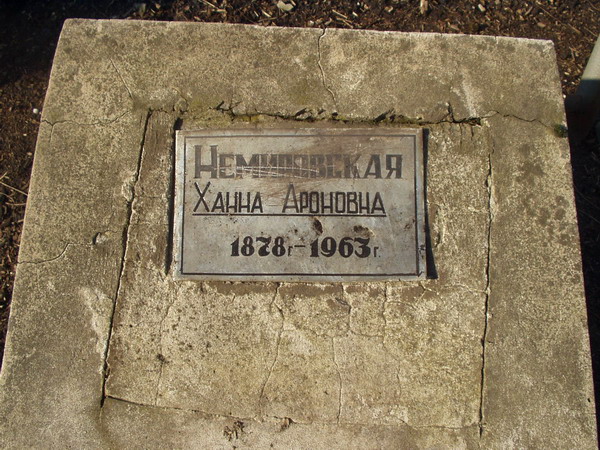 Немировская
Ханна Ароновна
1878г.-1963г.